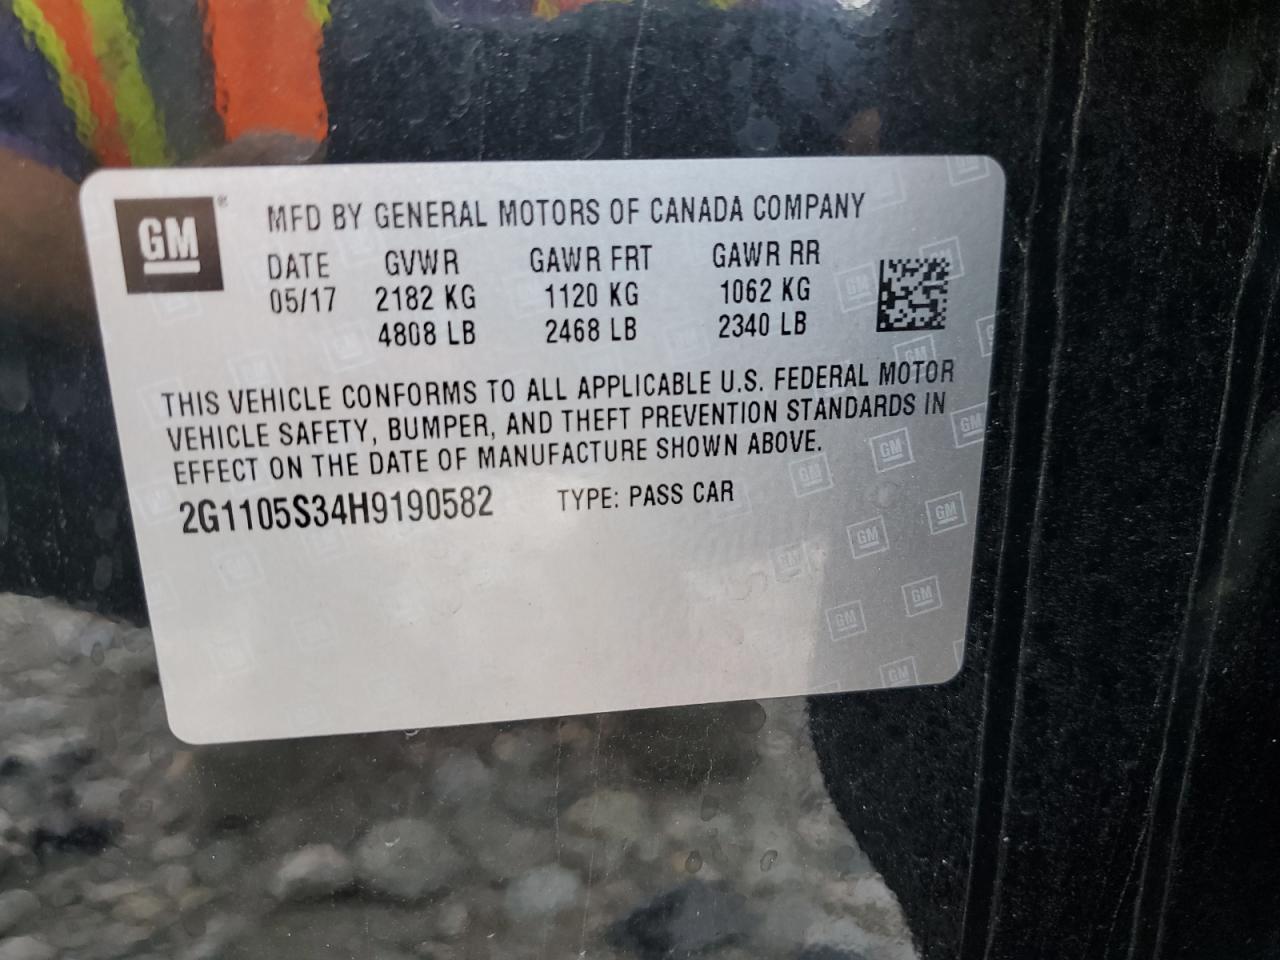 GM®
MFD BY GENERAL MOTORS OF CANADA COMPANY
DATE GVWR GAWR FRT GAWR RR
05/17 2182 KG 1120 KG 1062 KG
4808 LB 2468 LB 2340 LB
THIS VEHICLE CONFORMS TO ALL APPLICABLE U.S. FEDERAL MOTOR
VEHICLE SAFETY, BUMPER, AND THEFT PREVENTION STANDARDS IN
EFFECT ON THE DATE OF MANUFACTURE SHOWN ABOVE.
2G1105S34H9190582 TYPE: PASS CAR